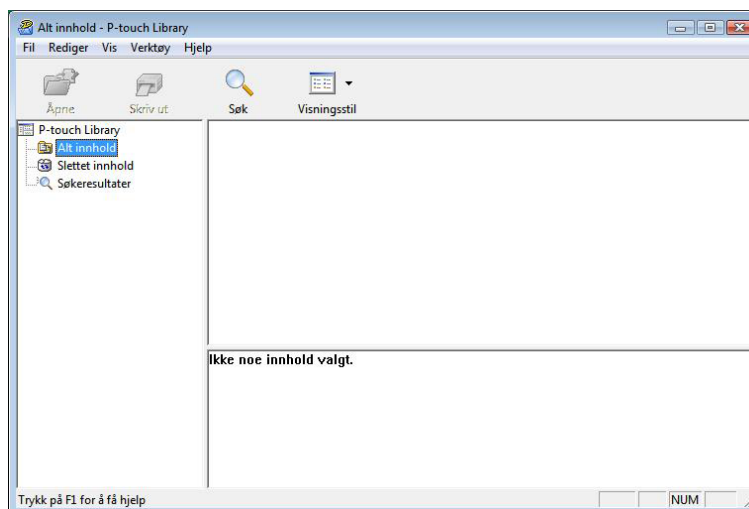 Alt innhold - P-touch Library
Fil Rediger Vis Verktøy Hjelp
Åpne Skriv ut Søk Visningsstil
P-touch Library
Alt innhold
Slettet innhold
Søkeresultater
Ikke noe innhold valgt.
Trykk på F1 for å få hjelp NUM